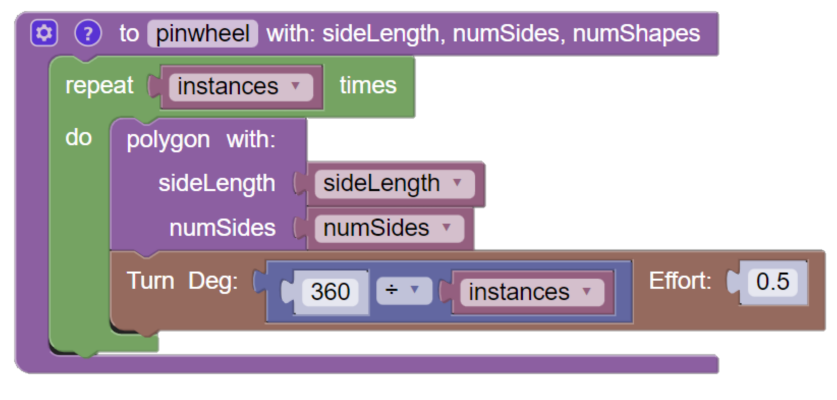 ? to pinwheel with: sideLength, numSides, numShapes
repeat instances times
do polygon with:
sideLength sideLength
numSides numSides
Turn Deg: 360 ÷ instances Effort: 0.5